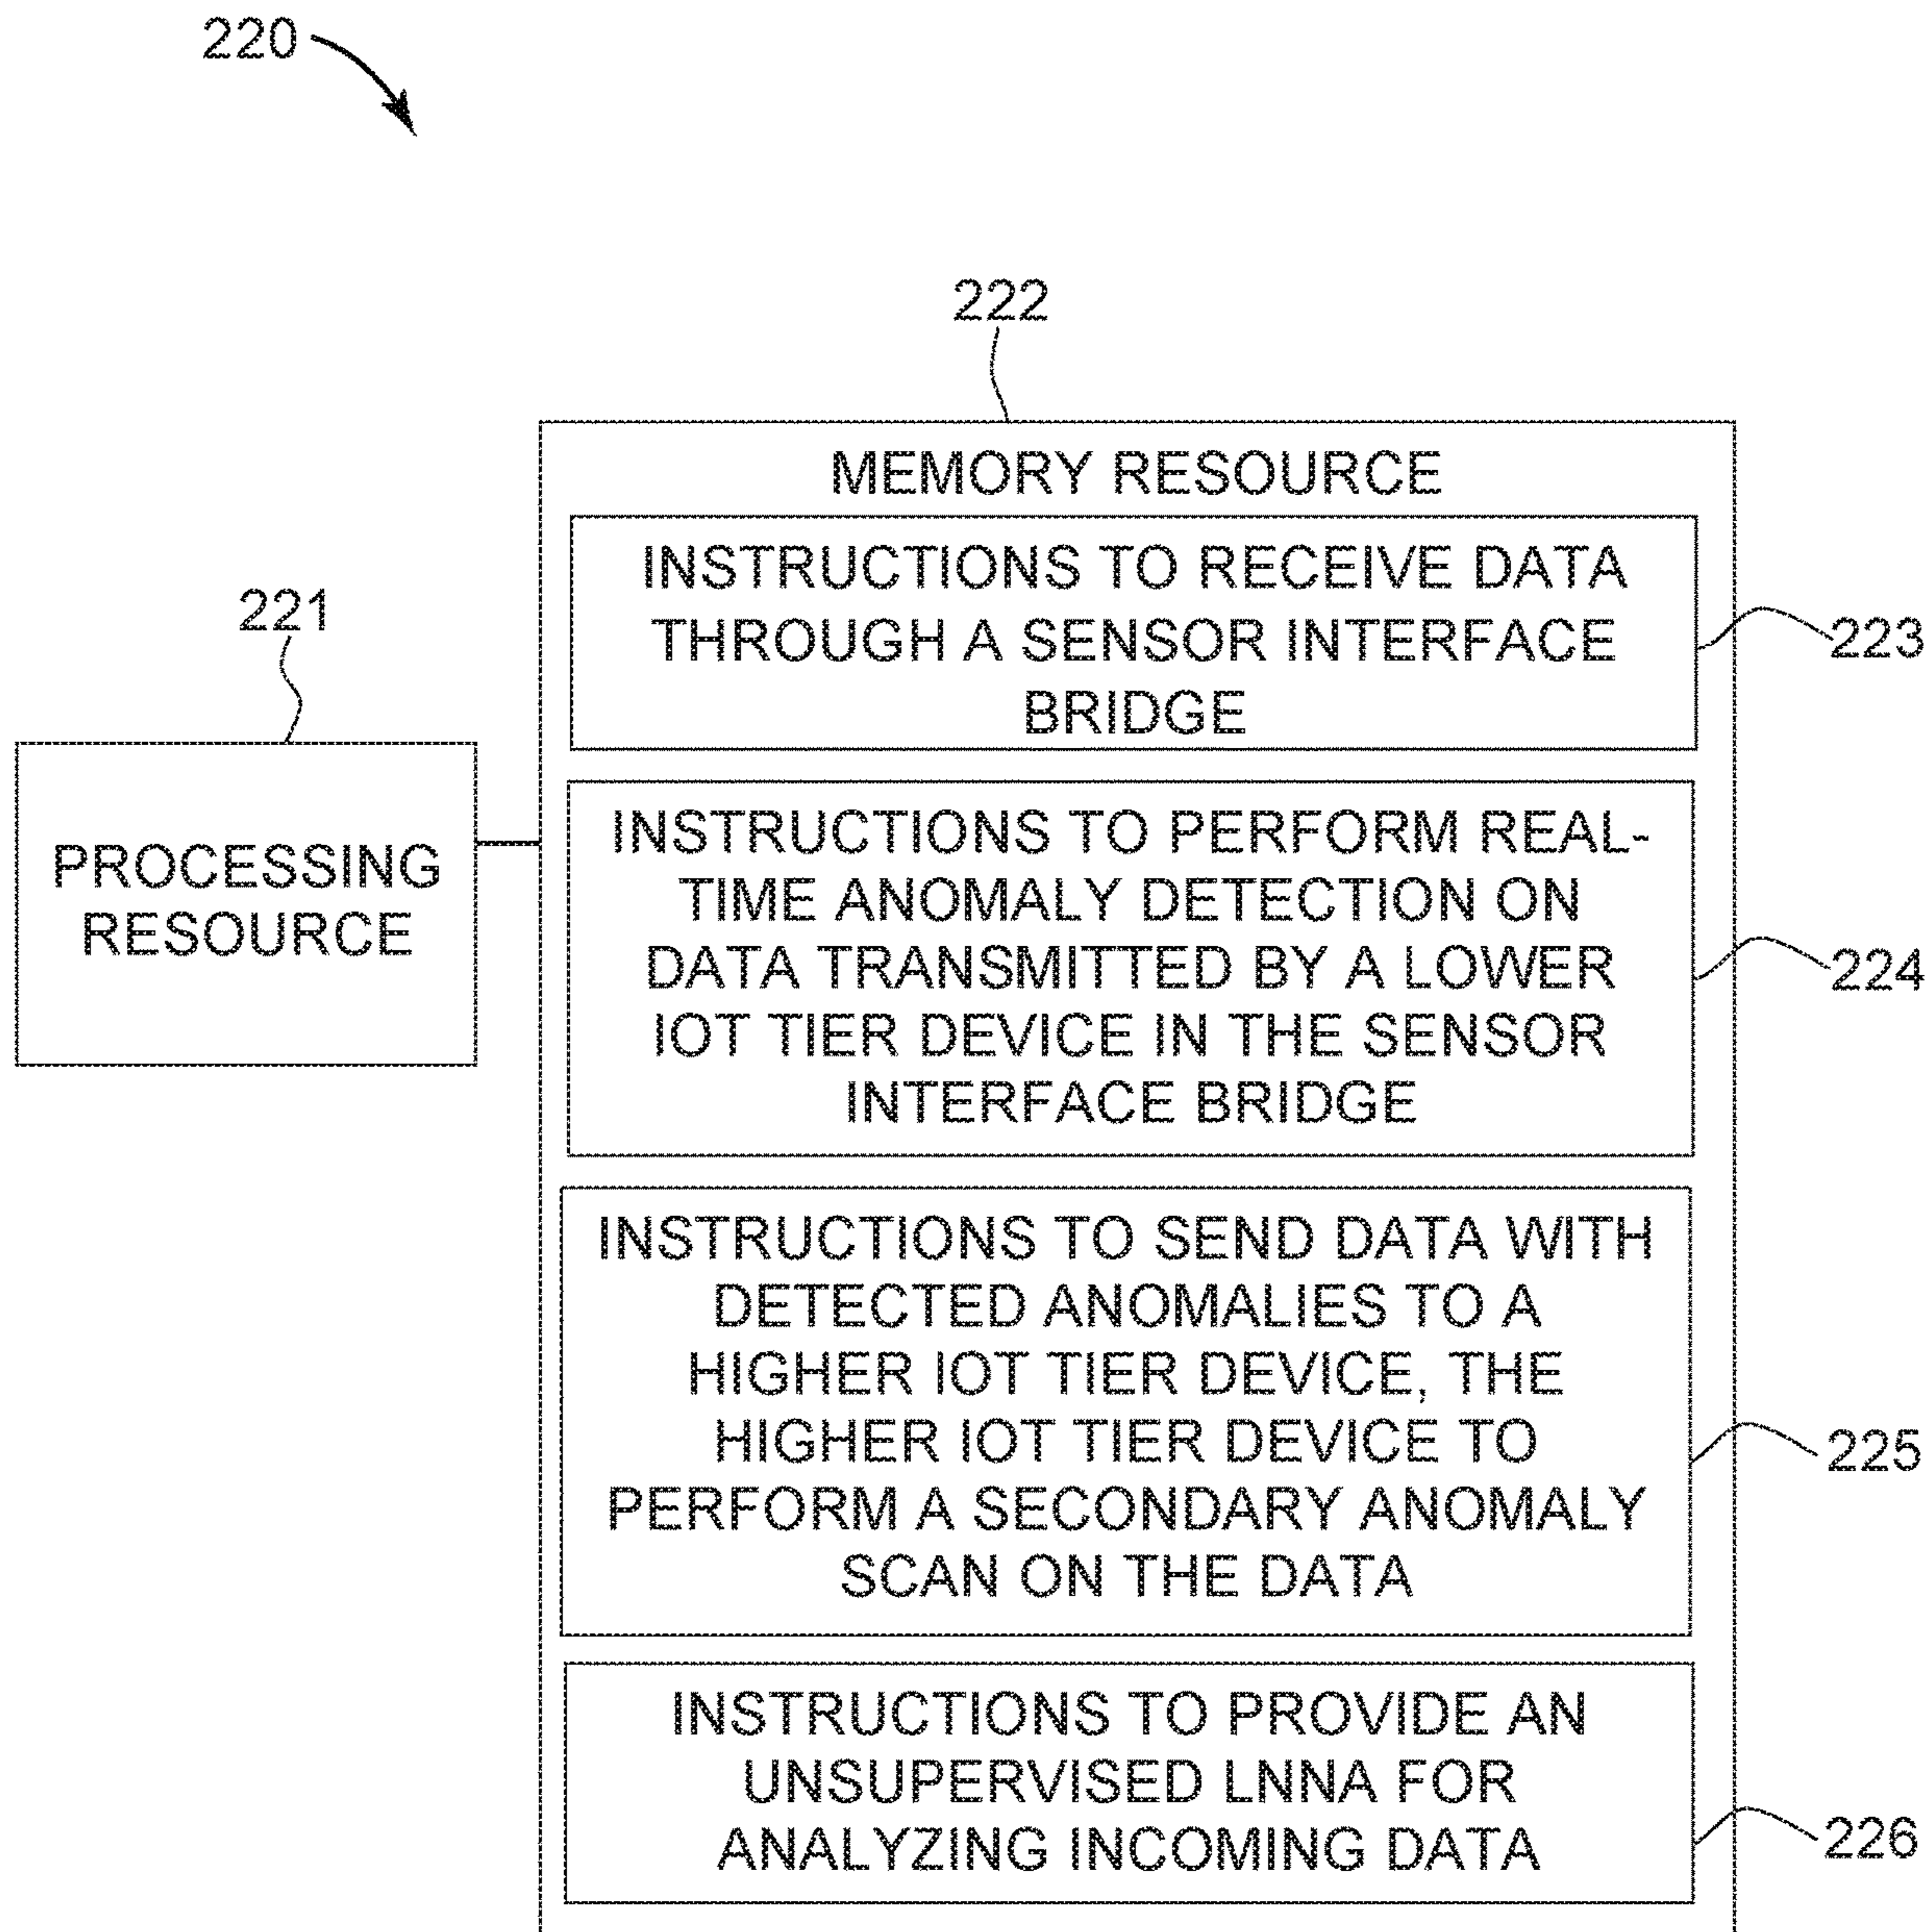 220
222
MEMORY RESOURCE
INSTRUCTIONS TO RECEIVE DATA
THROUGH A SENSOR INTERFACE
BRIDGE
223
221
PROCESSING
RESOURCE
INSTRUCTIONS TO PERFORM REAL-
TIME ANOMALY DETECTION ON
DATA TRANSMITTED BY A LOWER
IOT TIER DEVICE IN THE SENSOR
INTERFACE BRIDGE
224
INSTRUCTIONS TO SEND DATA WITH
DETECTED ANOMALIES TO A
HIGHER IOT TIER DEVICE, THE
HIGHER IOT TIER DEVICE TO
PERFORM A SECONDARY ANOMALY
SCAN ON THE DATA
225
INSTRUCTIONS TO PROVIDE AN
UNSUPERVISED LNNA FOR
ANALYZING INCOMING DATA
226